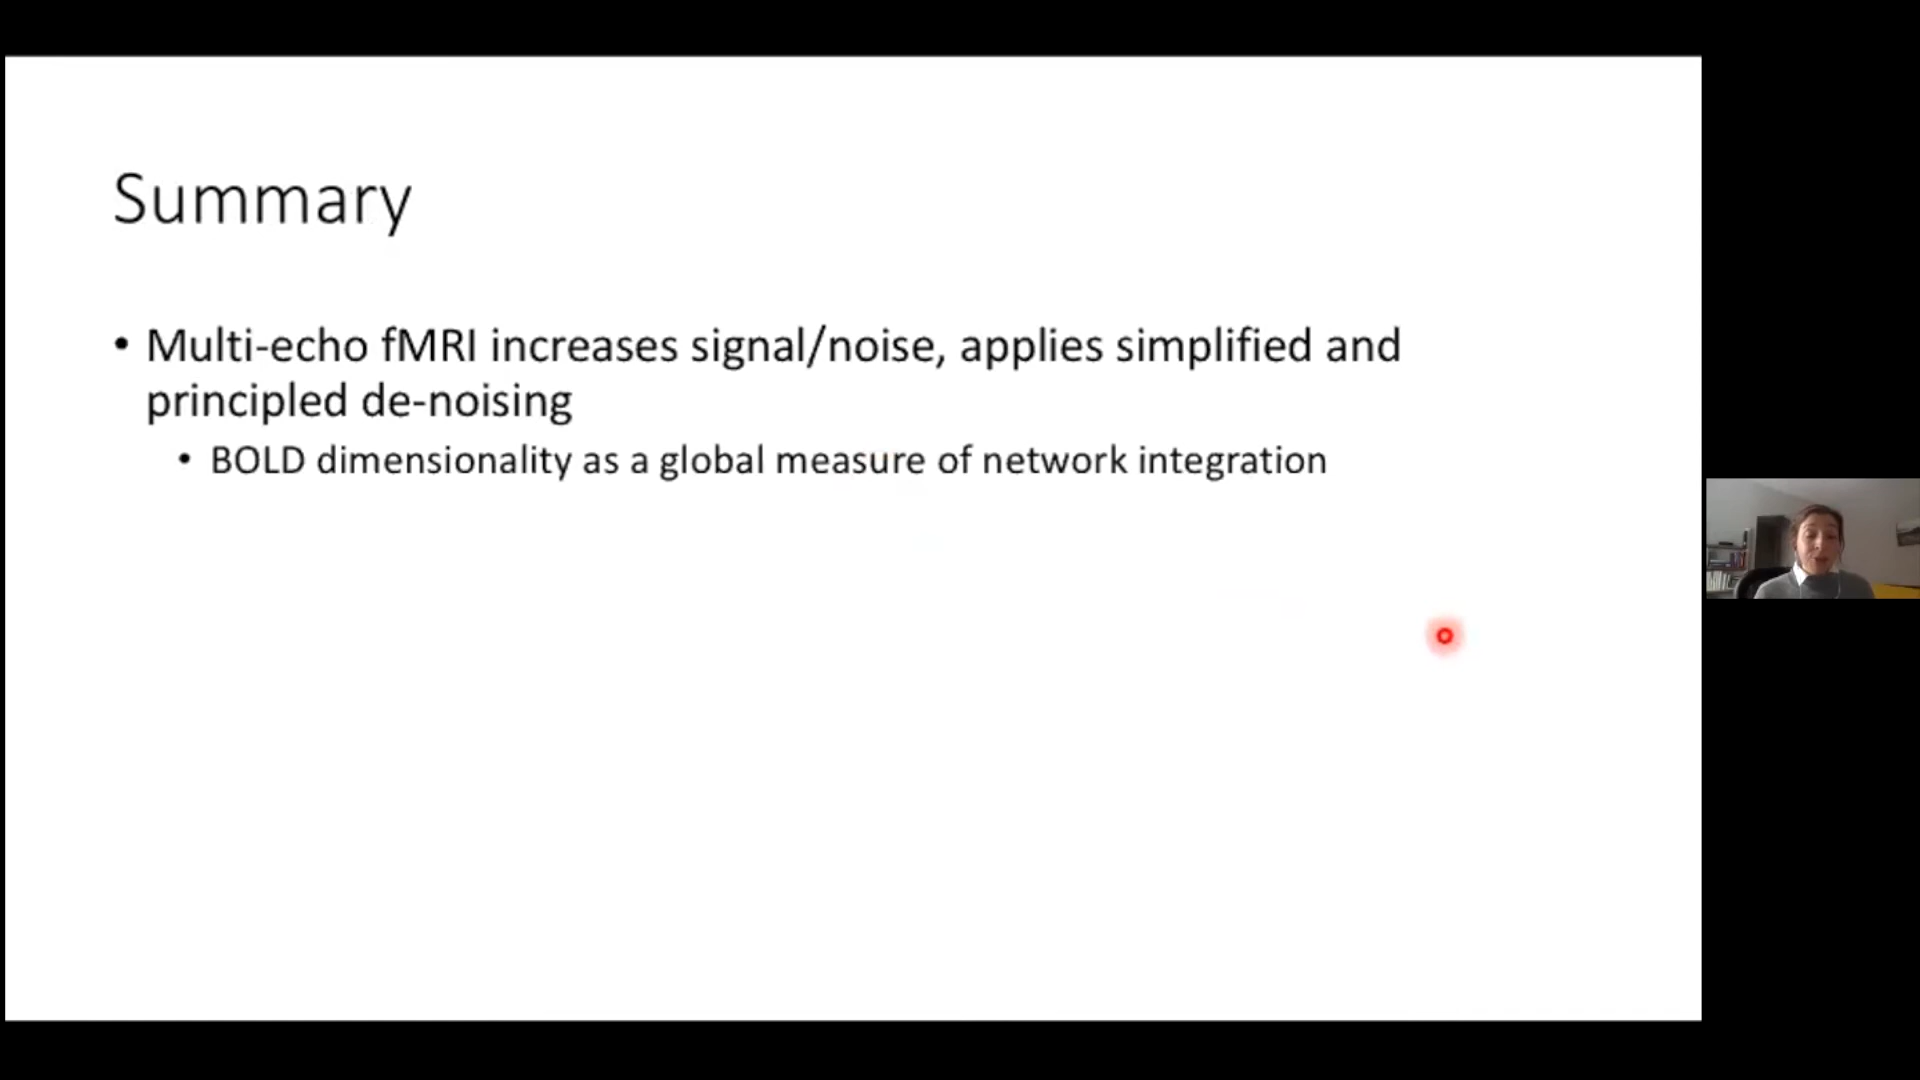 Summary
• Multi-echo fMRI increases signal/noise, applies simplified and
principled de-noising
• BOLD dimensionality as a global measure of network integration